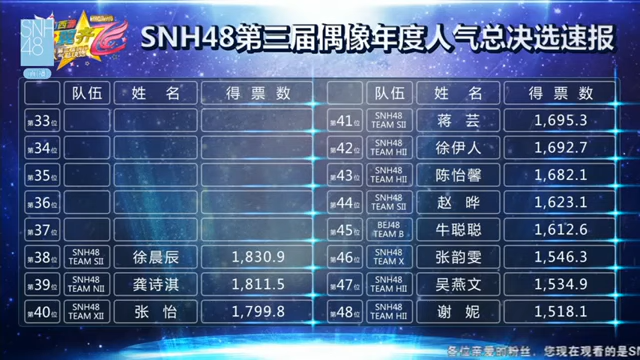 SNH48
SNH48第三届偶像年度人气总决选速报
队伍 姓名 得票数
第33位
第34位
第35位
第36位
第37位
第38位 SNH48 TEAM SII 徐晨辰 1,830.9
第39位 SNH48 TEAM NII 龚诗淇 1,811.5
第40位 SNH48 TEAM XII 张怡 1,799.8
队伍 姓名 得票数
第41位 SNH48 TEAM SII 蒋芸 1,695.3
第42位 SNH48 TEAM HII 徐伊人 1,692.7
第43位 SNH48 TEAM HII 陈怡馨 1,682.1
第44位 SNH48 TEAM SII 赵晔 1,623.1
第45位 BEJ48 TEAM B 牛聪聪 1,612.6
第46位 SNH48 TEAM X 张韵雯 1,546.3
第47位 SNH48 TEAM HII 吴燕文 1,534.9
第48位 SNH48 TEAM HII 谢妮 1,518.1
各位亲爱的粉丝，您现在观看的是S